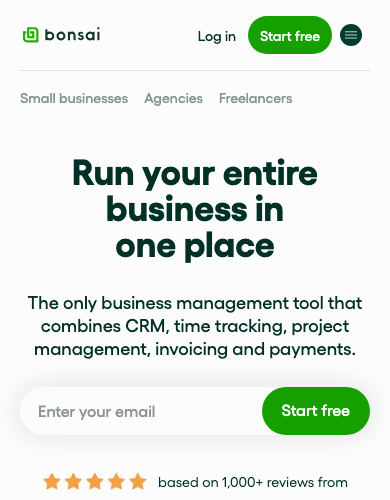 bonsai
Log in
Start free
Small businesses
Agencies
Freelancers
Run your entire
business in
one place
The only business management tool that
combines CRM, time tracking, project
management, invoicing and payments.
Enter your email
Start free
based on 1,000+ reviews from